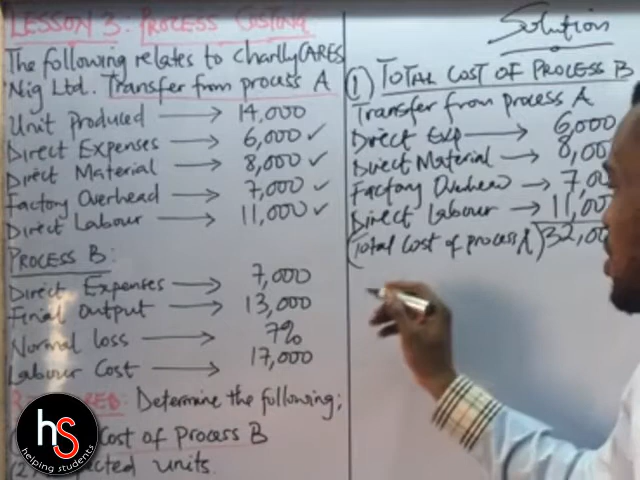 LESSON 3: PROCESS COSTING
The following relates to CharllyCARES
Nig Ltd. Transfer from process A
Unit Produced → 14,000
Direct Expenses → 6,000 ✓
Direct Material → 8,000 ✓
Factory Overhead → 7,000 ✓
Direct Labour → 11,000 ✓
PROCESS B:
Direct Expenses → 7,000
Final Output → 13,000
Normal loss → 7%
Labour Cost → 17,000
Determine the following;
Cost of Process B
units.
hs
helping students
Solution
① TOTAL COST OF PROCESS B
Transfer from process A
Direct Exp → 6,000
Direct Material → 8,00
Factory Overhead → 7,00
Direct Labour → 11,00
(Total Cost of process A) 32,00